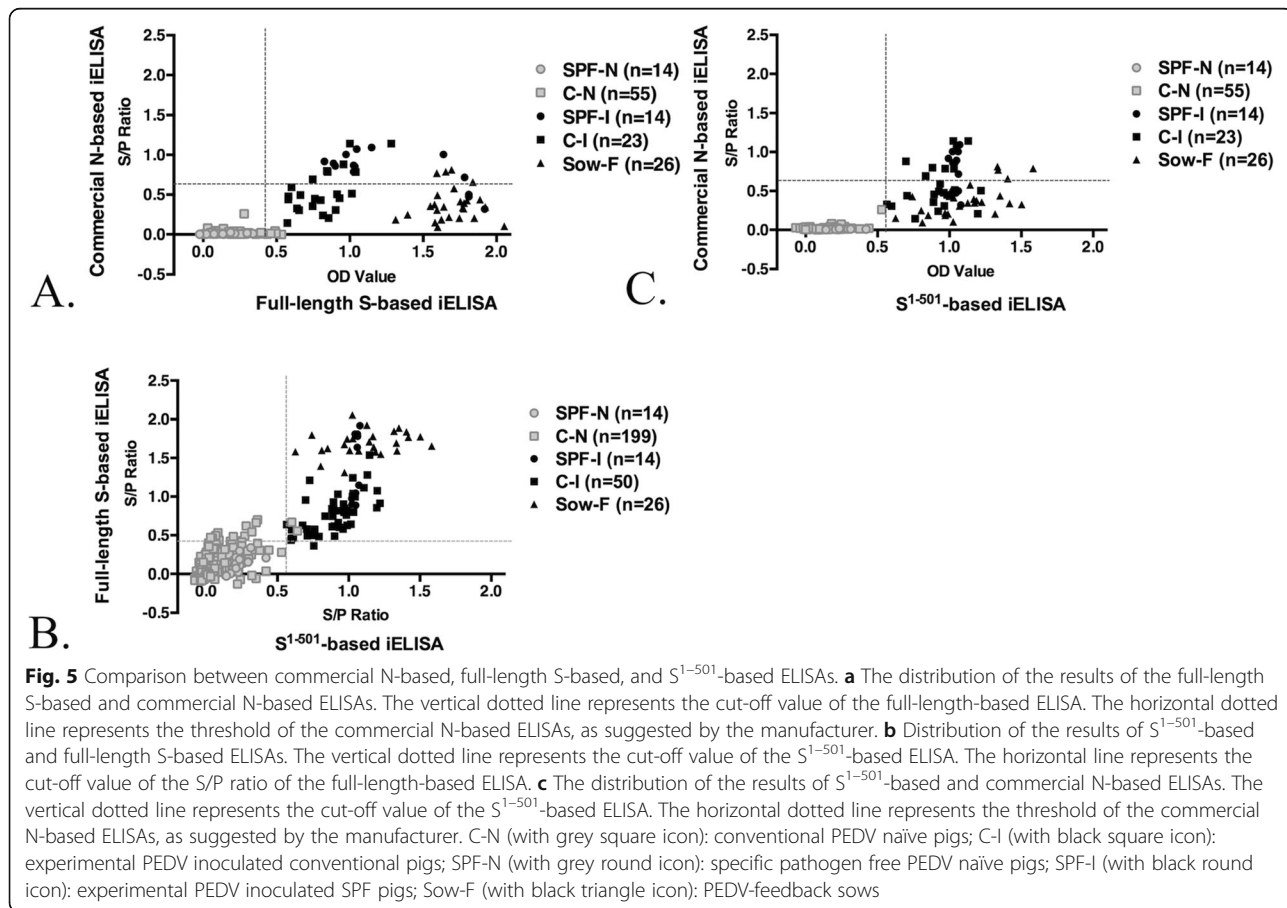 2.5
2.0
1.5
1.0
0.5
0.0
-0.5
Commercial N-based iELISA
S/P Ratio
0.0 0.5 1.0 1.5 2.0
OD Value
Full-length S-based iELISA
A.
SPF-N (n=14)
C-N (n=55)
SPF-I (n=14)
C-I (n=23)
Sow-F (n=26)
2.5
2.0
1.5
1.0
0.5
0.0
-0.5
Commercial N-based iELISA
S/P Ratio
0.0 0.5 1.0 1.5 2.0
OD Value
S1-501-based iELISA
C.
SPF-N (n=14)
C-N (n=55)
SPF-I (n=14)
C-I (n=23)
Sow-F (n=26)
2.5
2.0
1.5
1.0
0.5
0.0
-0.5
Full-length S-based iELISA
S/P Ratio
0.0 0.5 1.0 1.5 2.0
S/P Ratio
S1-501-based iELISA
B.
SPF-N (n=14)
C-N (n=199)
SPF-I (n=14)
C-I (n=50)
Sow-F (n=26)
Fig. 5 Comparison between commercial N-based, full-length S-based, and S1–501-based ELISAs. a The distribution of the results of the full-length
S-based and commercial N-based ELISAs. The vertical dotted line represents the cut-off value of the full-length-based ELISA. The horizontal dotted
line represents the threshold of the commercial N-based ELISAs, as suggested by the manufacturer. b Distribution of the results of S1–501-based
and full-length S-based ELISAs. The vertical dotted line represents the cut-off value of the S1–501-based ELISA. The horizontal line represents the
cut-off value of the S/P ratio of the full-length-based ELISA. c The distribution of the results of S1–501-based and commercial N-based ELISAs. The
vertical dotted line represents the cut-off value of the S1–501-based ELISA. The horizontal dotted line represents the threshold of the commercial
N-based ELISAs, as suggested by the manufacturer. C-N (with grey square icon): conventional PEDV naïve pigs; C-I (with black square icon):
experimental PEDV inoculated conventional pigs; SPF-N (with grey round icon): specific pathogen free PEDV naïve pigs; SPF-I (with black round
icon): experimental PEDV inoculated SPF pigs; Sow-F (with black triangle icon): PEDV-feedback sows